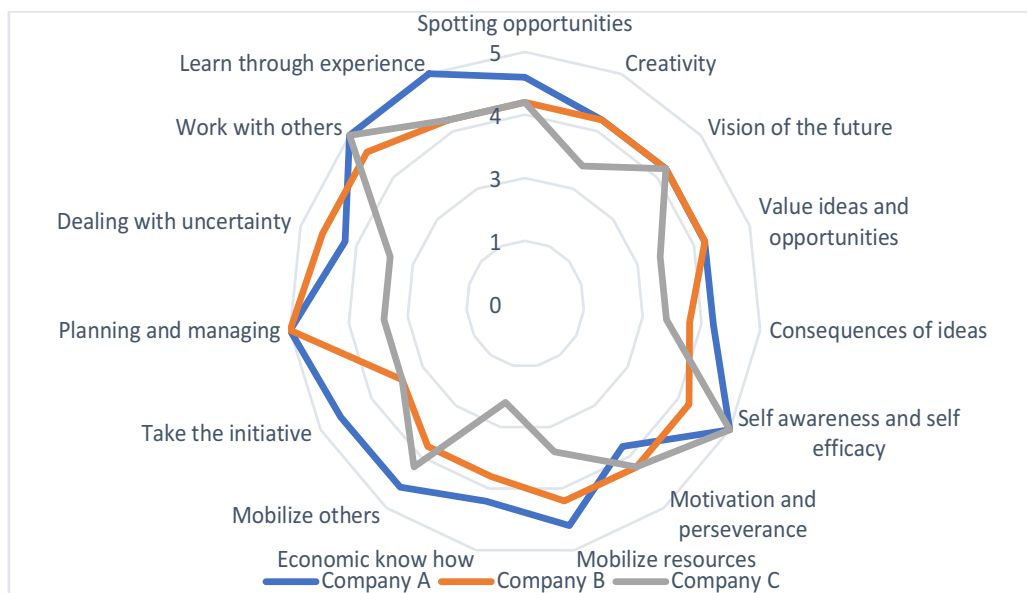 Spotting opportunities
Creativity
Vision of the future
Value ideas and
opportunities
Consequences of ideas
Self awareness and self
efficacy
Motivation and
perseverance
Mobilize resources
Economic know how
Mobilize others
Take the initiative
Planning and managing
Dealing with uncertainty
Work with others
Learn through experience
5
4
3
1
0
Company A Company B Company C